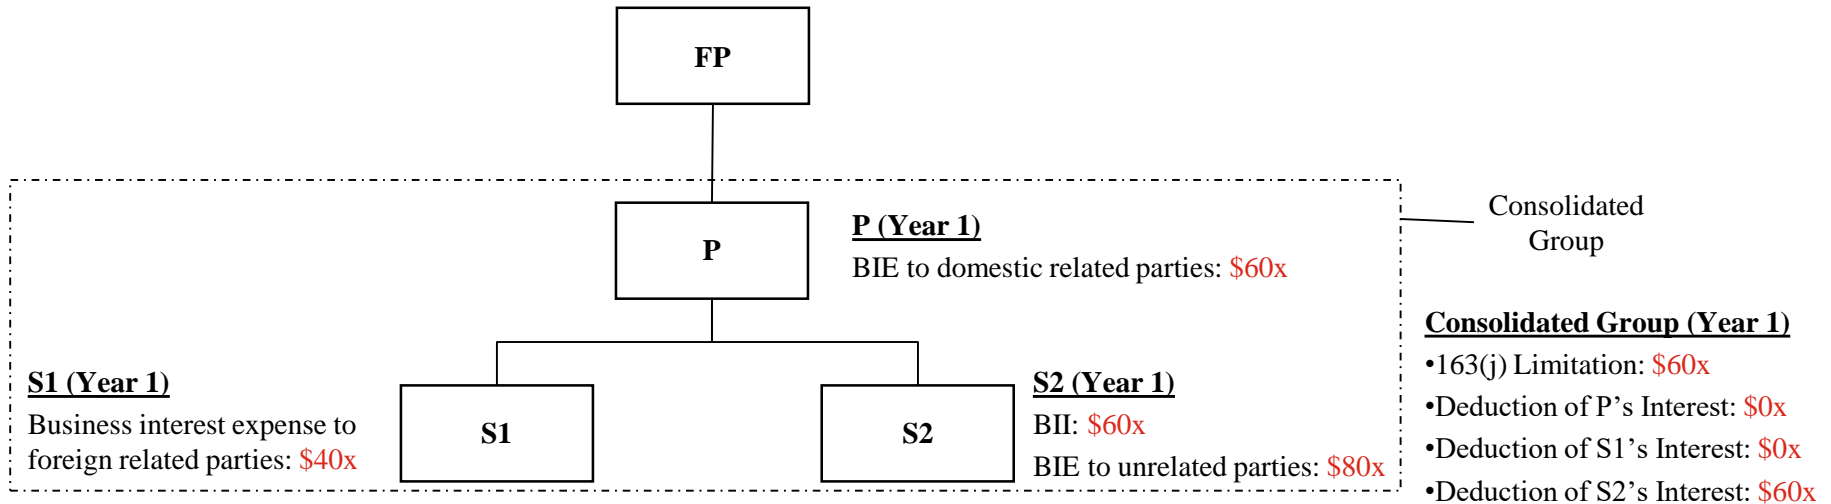 FP
P
P (Year 1)
BIE to domestic related parties: $60x
Consolidated
Group
S1 (Year 1)
Business interest expense to
foreign related parties: $40x
S1
S2
S2 (Year 1)
BII: $60x
BIE to unrelated parties: $80x
Consolidated Group (Year 1)
•163(j) Limitation: $60x
•Deduction of P's Interest: $0x
•Deduction of S1's Interest: $0x
•Deduction of S2's Interest: $60x